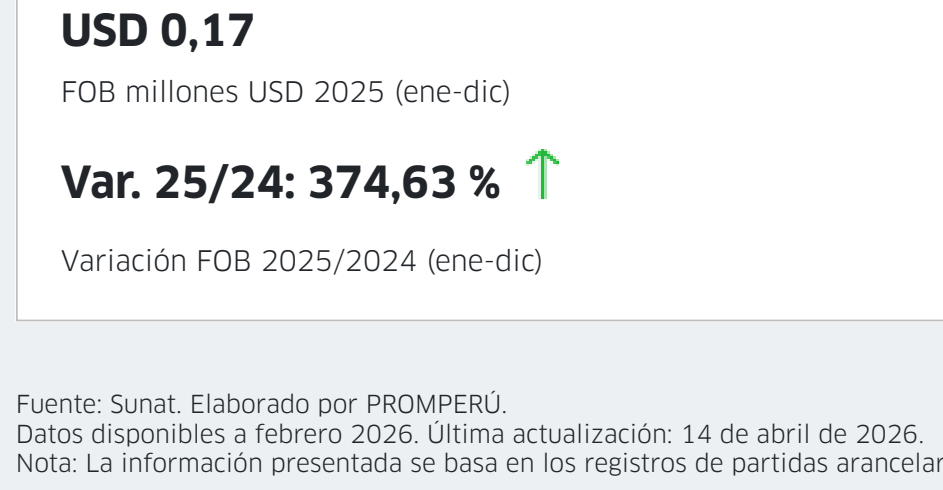 USD 0,17
FOB millones USD 2025 (ene-dic)
Var. 25/24: 374,63 %
Variación FOB 2025/2024 (ene-dic)
Fuente: Sunat. Elaborado por PROMPERÚ.
Datos disponibles a febrero 2026. Última actualización: 14 de abril de 2026.
Nota: La información presentada se basa en los registros de partidas arancelar